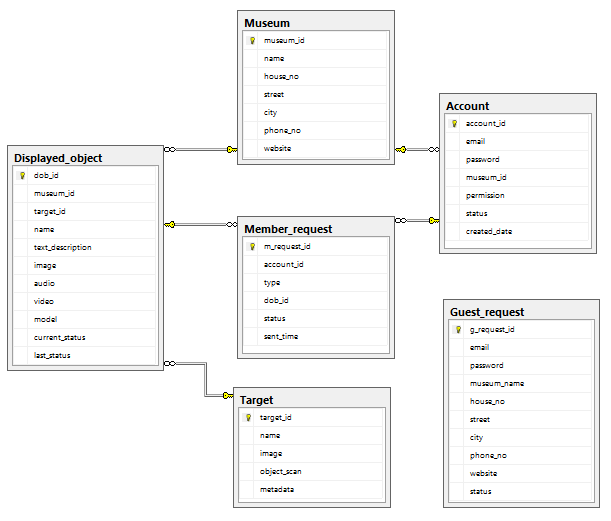 Museum
museum_id
name
house_no
street
city
phone_no
website
Account
account_id
email
password
museum_id
permission
status
created_date
Displayed_object
dob_id
museum_id
target_id
name
text_description
image
audio
video
model
current_status
last_status
Member_request
m_request_id
account_id
type
dob_id
status
sent_time
Guest_request
g_request_id
email
password
museum_name
house_no
street
city
phone_no
website
status
Target
target_id
name
image
object_scan
metadata